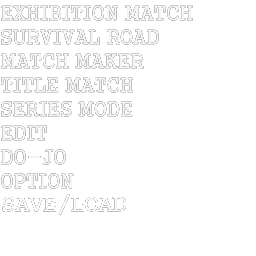 EXHIBITION MATCH
SURVIVAL ROAD
MATCH MAKER
TITLE MATCH
SERIES MODE
EDIT
DO-JO
OPTION
SAVE/LOAD